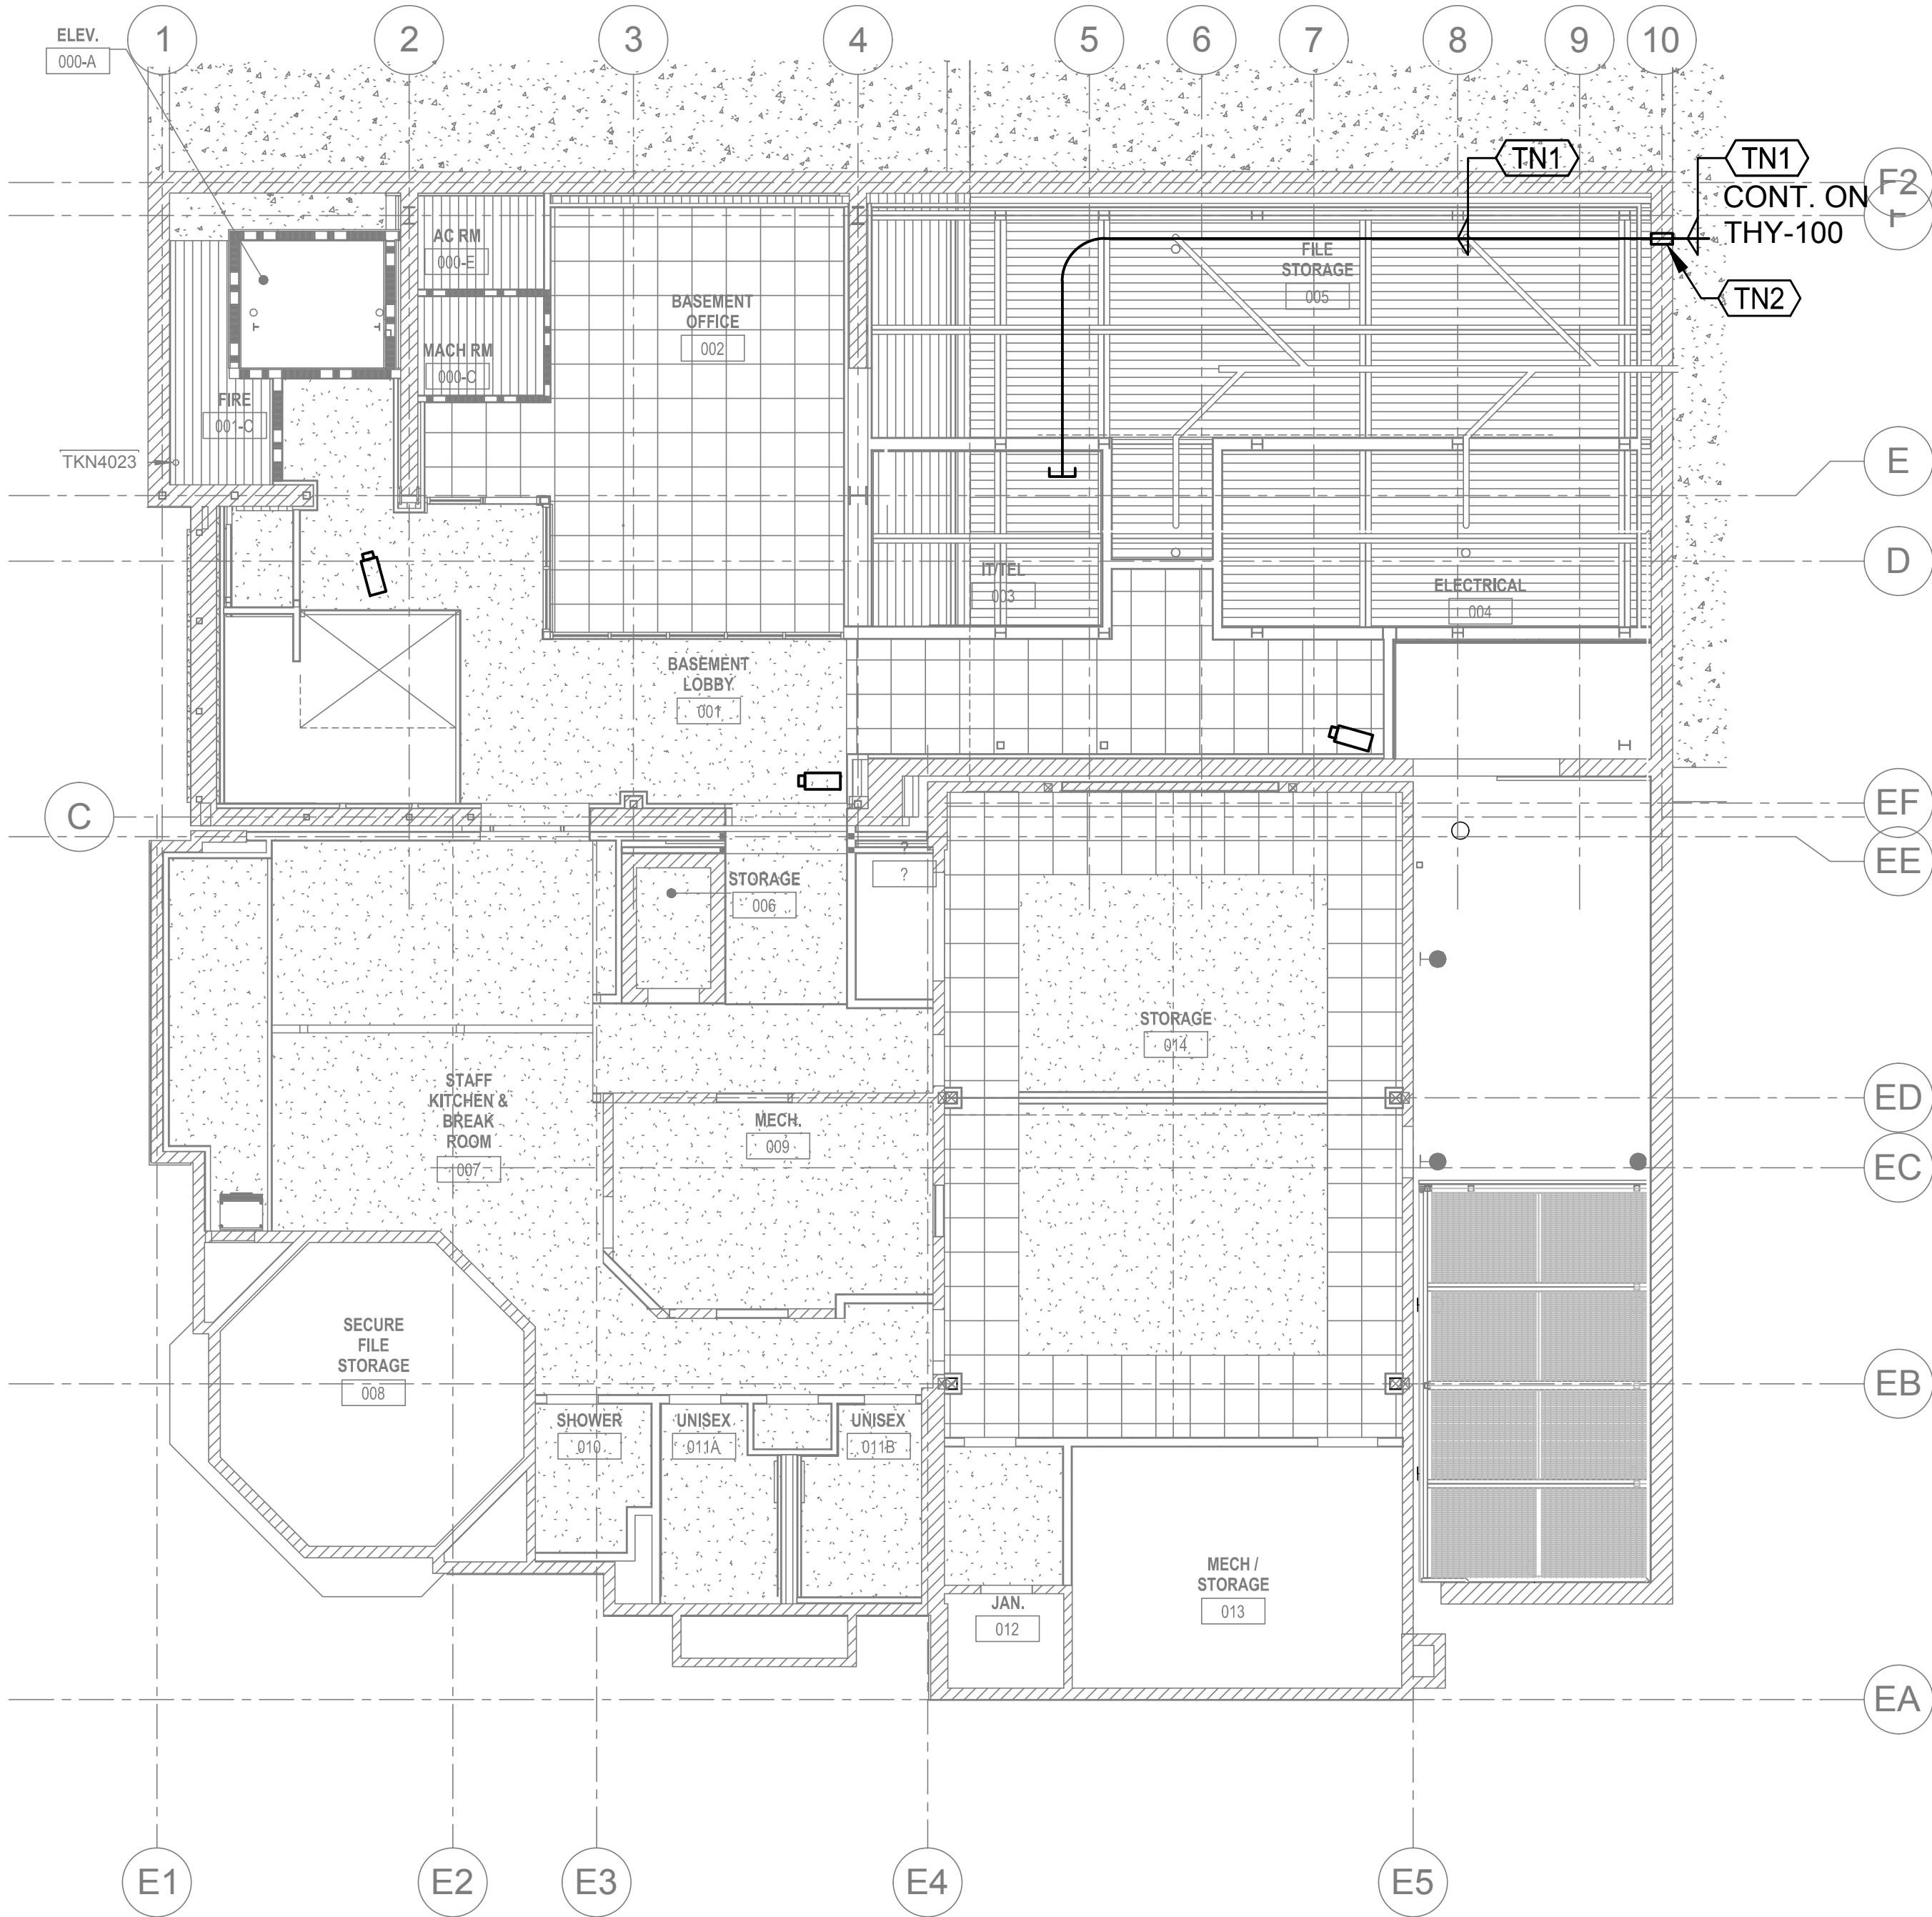 ELEV.
000-A
1
2
3
4
5
6
7
8
9
10
TN1
TN1
CONT. ON
THY-100
F2
F
TN2
AC RM
000-E
MACH RM
000-C
BASEMENT
OFFICE
002
FILE
STORAGE
005
FIRE
001-C
TKN4023
E
D
IT/TEL
003
ELECTRICAL
004
BASEMENT
LOBBY
001
C
EF
EE
STORAGE
006
?
?
STORAGE
014
STAFF
KITCHEN &
BREAK
ROOM
007
MECH.
009
ED
EC
SECURE
FILE
STORAGE
008
EB
SHOWER
010
UNISEX
011A
UNISEX
011B
JAN.
012
MECH /
STORAGE
013
EA
E1
E2
E3
E4
E5